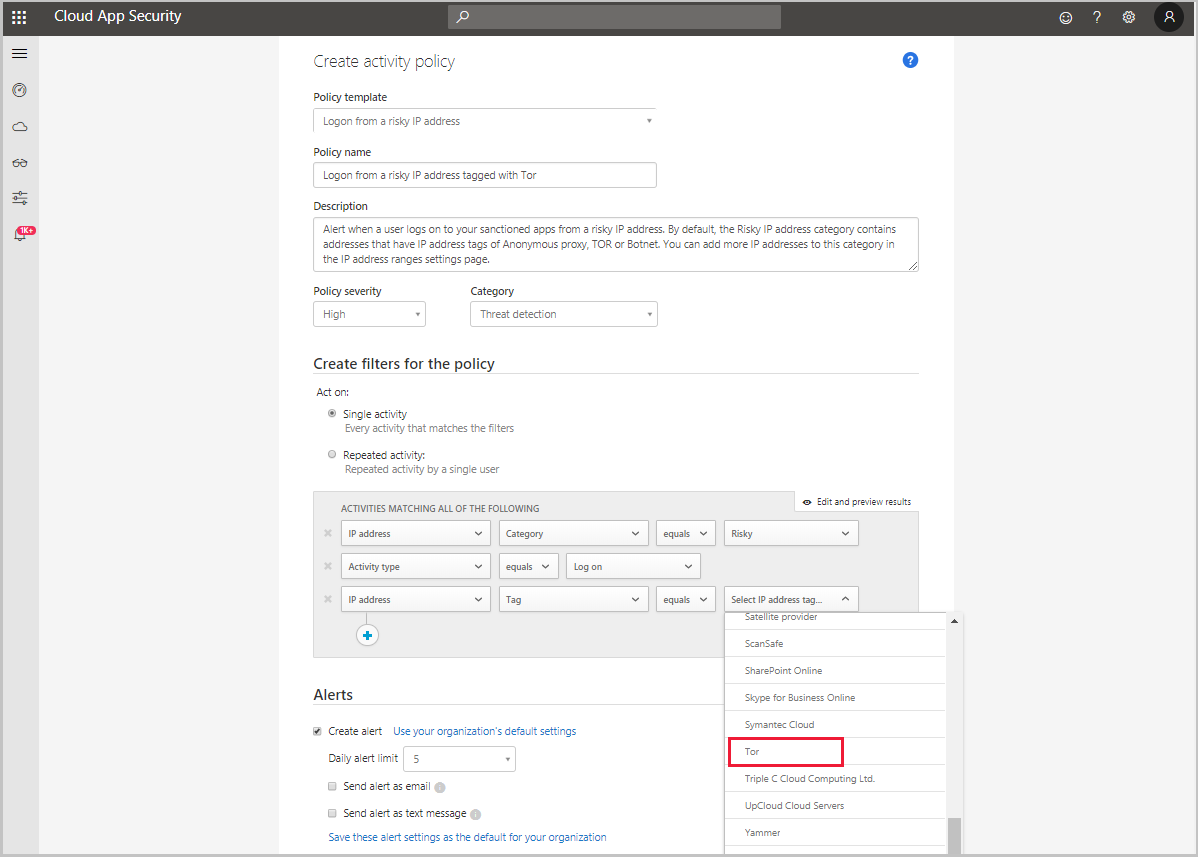 Cloud App Security
?
Create activity policy
?
Policy template
Logon from a risky IP address
Policy name
Logon from a risky IP address tagged with Tor
Description
Alert when a user logs on to your sanctioned apps from a risky IP address. By default, the Risky IP address category contains
addresses that have IP address tags of Anonymous proxy, TOR or Botnet. You can add more IP addresses to this category in
the IP address ranges settings page.
Policy severity
Category
High
Threat detection
Create filters for the policy
Act on:
Single activity
Every activity that matches the filters
Repeated activity:
Repeated activity by a single user
1K+
Edit and preview results
ACTIVITIES MATCHING ALL OF THE FOLLOWING
IP address
Category
equals
Risky
Activity type
equals
Log on
IP address
Tag
equals
Select IP address tag...
Satellite provider
ScanSafe
SharePoint Online
Skype for Business Online
Symantec Cloud
Tor
Triple C Cloud Computing Ltd.
UpCloud Cloud Servers
Yammer
Alerts
Create alert
Use your organization's default settings
Daily alert limit
5
Send alert as email
i
Send alert as text message
i
Save these alert settings as the default for your organization